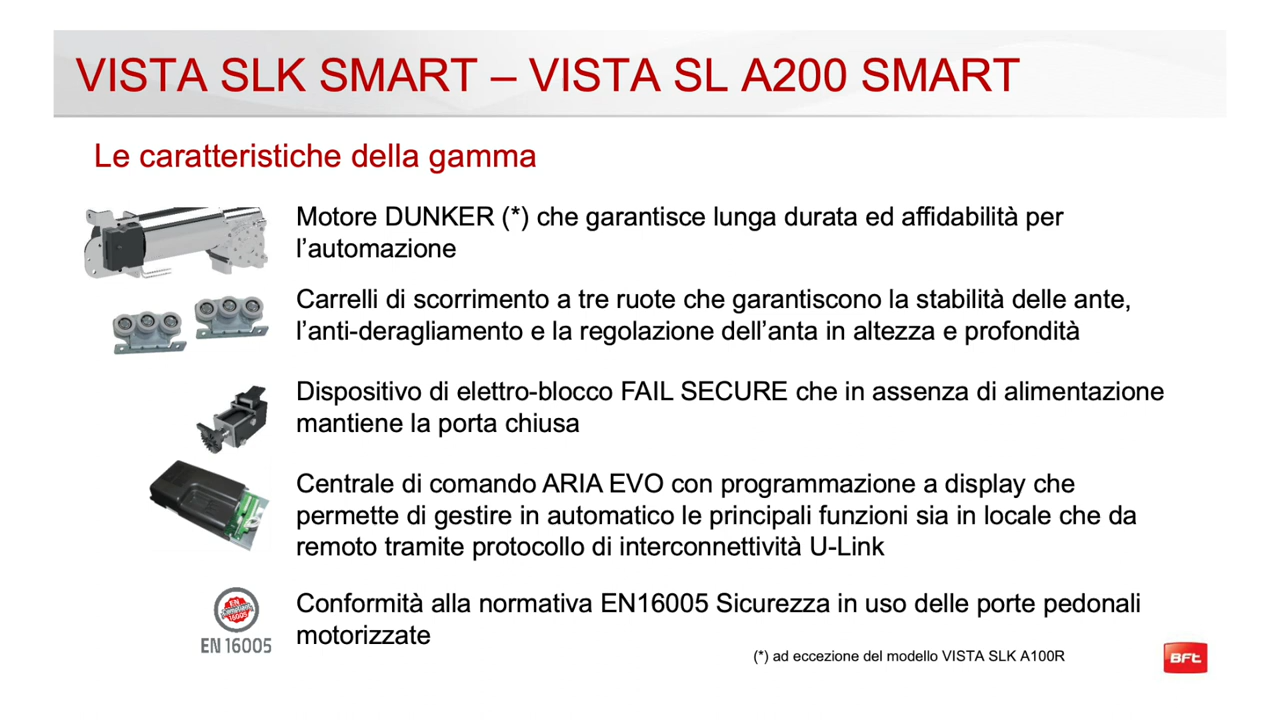 VISTA SLK SMART – VISTA SL A200 SMART
Le caratteristiche della gamma
Motore DUNKER (*) che garantisce lunga durata ed affidabilità per
l’automazione
Carrelli di scorrimento a tre ruote che garantiscono la stabilità delle ante,
l’anti-deragliamento e la regolazione dell’anta in altezza e profondità
Dispositivo di elettro-blocco FAIL SECURE che in assenza di alimentazione
mantiene la porta chiusa
Centrale di comando ARIA EVO con programmazione a display che
permette di gestire in automatico le principali funzioni sia in locale che da
remoto tramite protocollo di interconnettività U-Link
EN
16005
EN 16005
Conformità alla normativa EN16005 Sicurezza in uso delle porte pedonali
motorizzate
(*) ad eccezione del modello VISTA SLK A100R
BFt